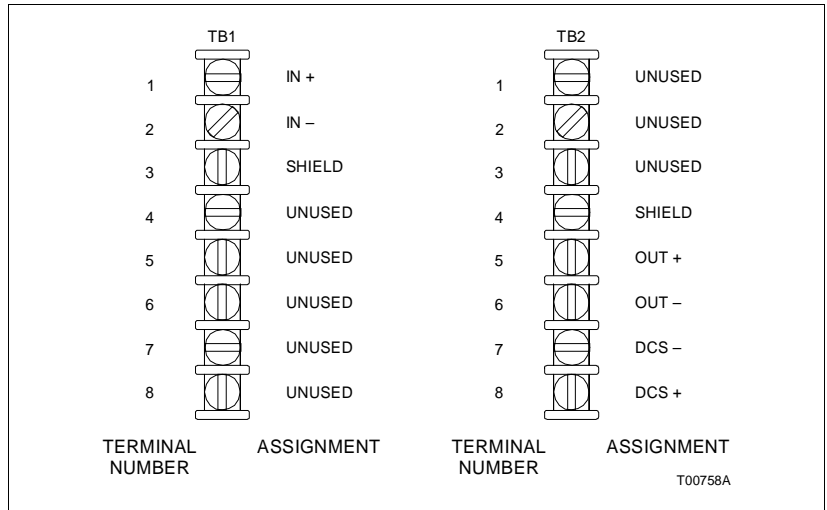 TB1 TB2
1 IN + 1 UNUSED
2 IN – 2 UNUSED
3 SHIELD 3 UNUSED
4 UNUSED 4 SHIELD
5 UNUSED 5 OUT +
6 UNUSED 6 OUT –
7 UNUSED 7 DCS –
8 UNUSED 8 DCS +
TERMINAL ASSIGNMENT TERMINAL ASSIGNMENT
NUMBER NUMBER
T00758A